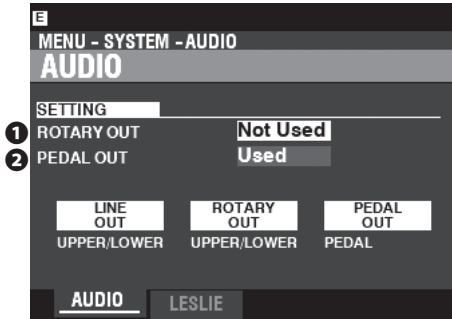 E
MENU - SYSTEM - AUDIO
AUDIO
SETTING
1 ROTARY OUT Not Used
2 PEDAL OUT Used
LINE OUT ROTARY OUT PEDAL OUT
UPPER/LOWER UPPER/LOWER PEDAL
AUDIO LESLIE